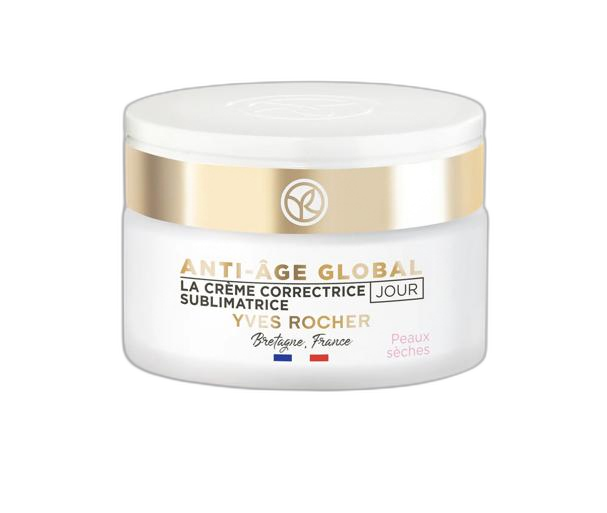 ANTI-ÂGE GLOBAL
LA CRÈME CORRECTRICE JOUR
SUBLIMATRICE
YVES ROCHER
Bretagne, France
Peaux
sèches